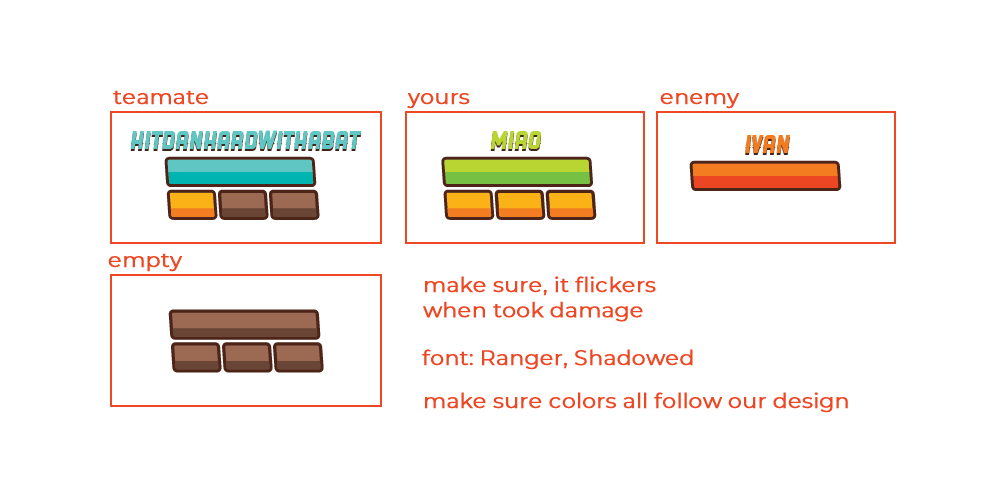 teamate
yours
enemy
HITDANHARDWITHABAT
MIRO
IVAN
empty
make sure, it flickers
when took damage
font: Ranger, Shadowed
make sure colors all follow our design